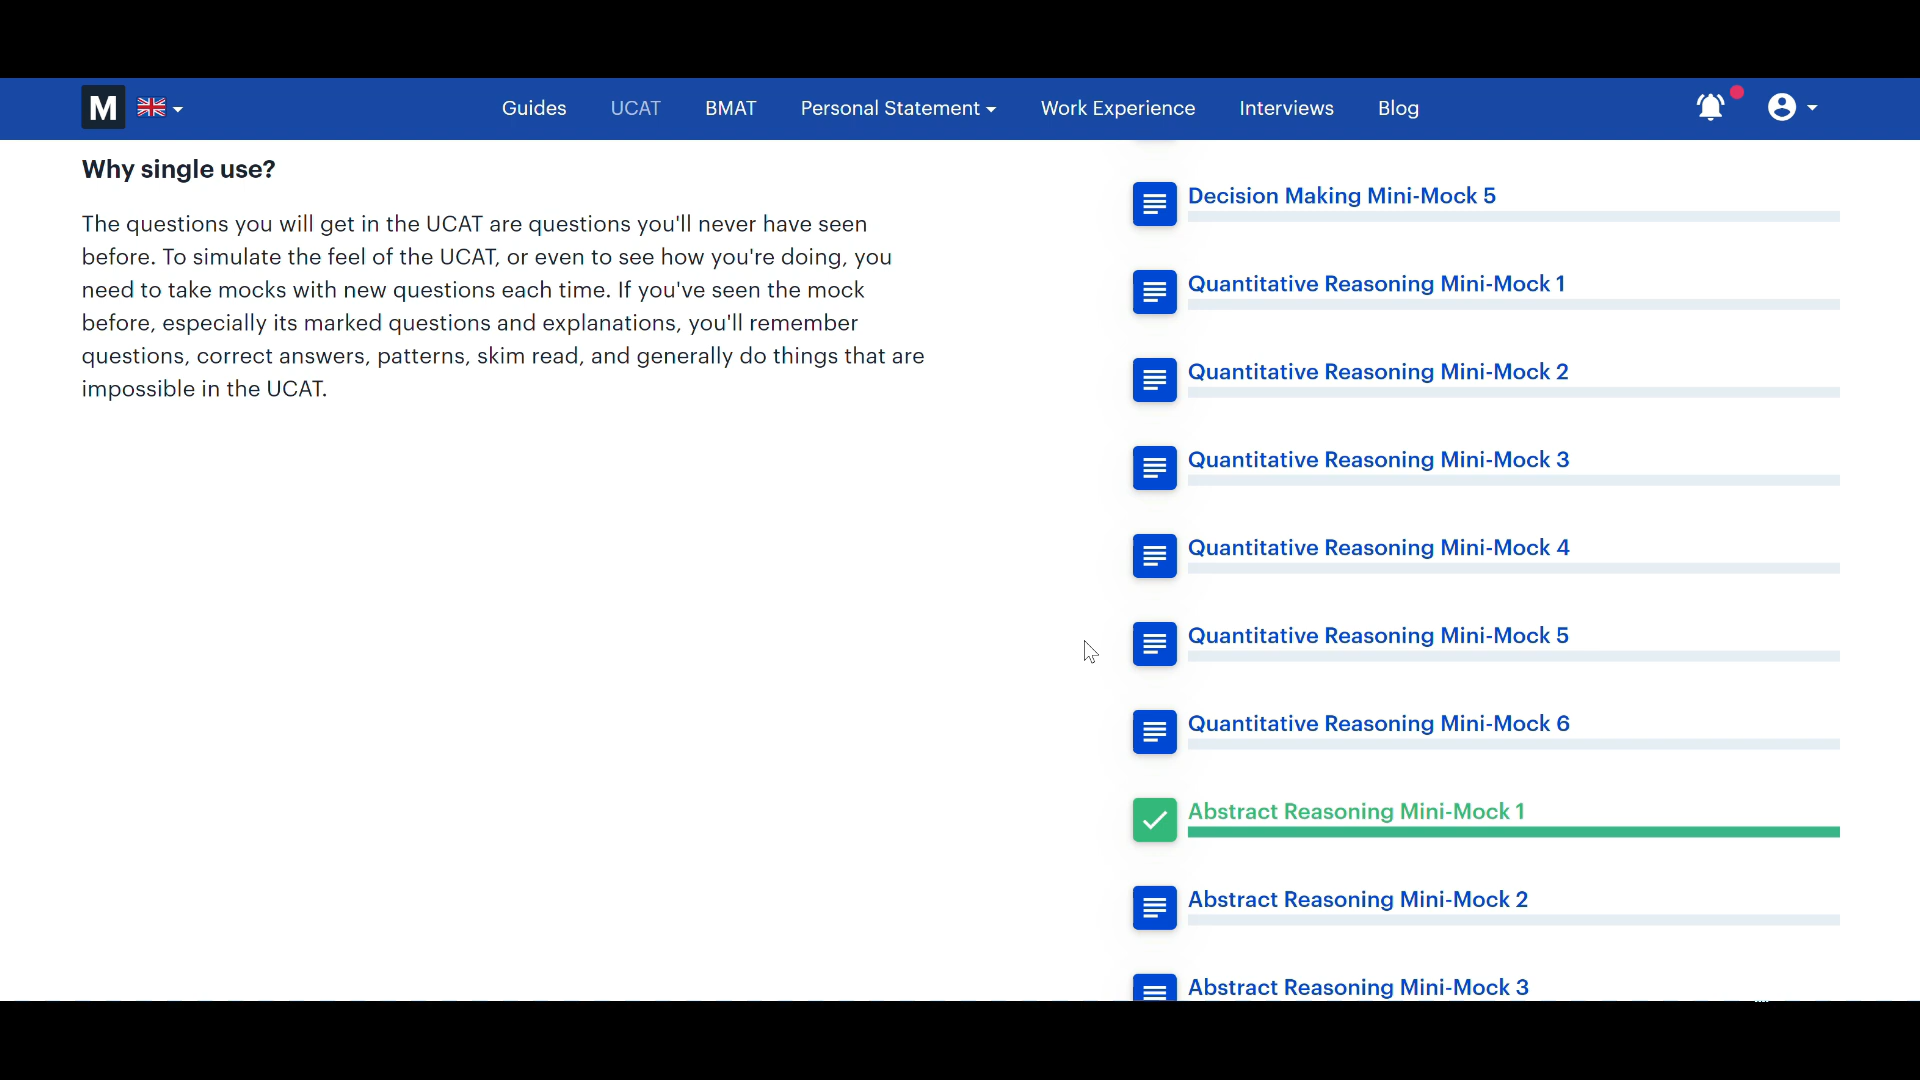 M
Guides UCAT BMAT Personal Statement Work Experience Interviews Blog
Why single use?
The questions you will get in the UCAT are questions you'll never have seen
before. To simulate the feel of the UCAT, or even to see how you're doing, you
need to take mocks with new questions each time. If you've seen the mock
before, especially its marked questions and explanations, you'll remember
questions, correct answers, patterns, skim read, and generally do things that are
impossible in the UCAT.
Decision Making Mini-Mock 5
Quantitative Reasoning Mini-Mock 1
Quantitative Reasoning Mini-Mock 2
Quantitative Reasoning Mini-Mock 3
Quantitative Reasoning Mini-Mock 4
Quantitative Reasoning Mini-Mock 5
Quantitative Reasoning Mini-Mock 6
Abstract Reasoning Mini-Mock 1
Abstract Reasoning Mini-Mock 2
Abstract Reasoning Mini-Mock 3